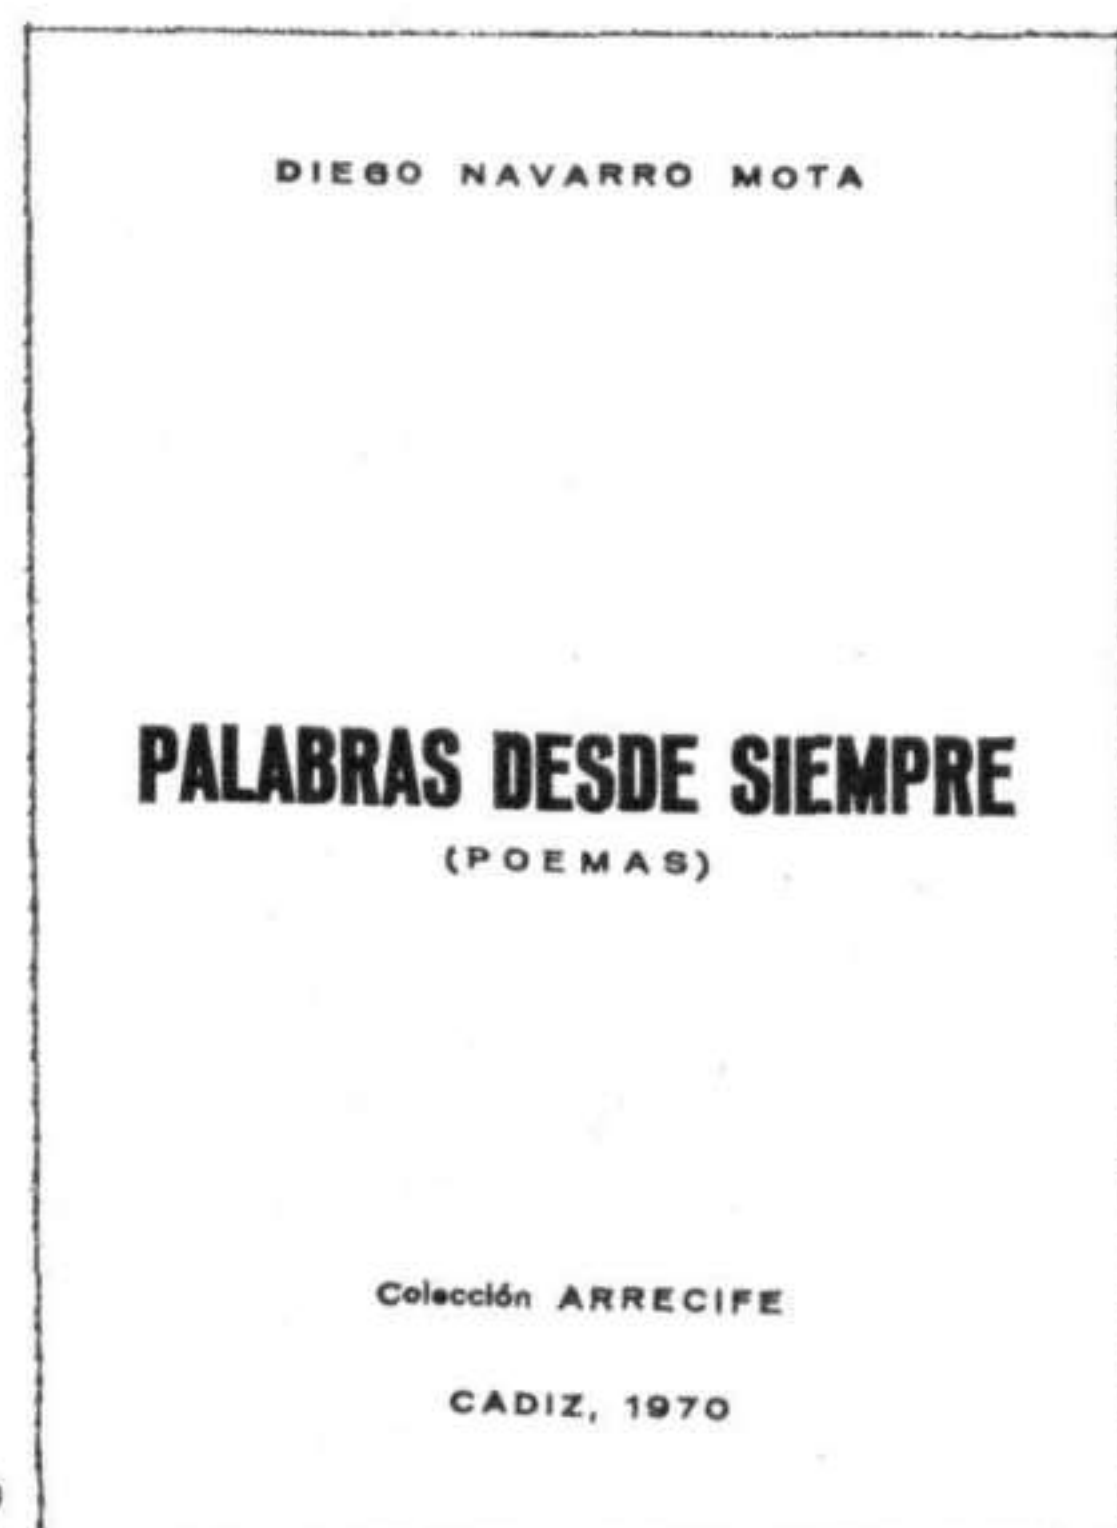 DIEGO NAVARRO MOTA
PALABRAS DESDE SIEMPRE
(POEMAS)
Colección ARRECIFE
CADIZ, 1970